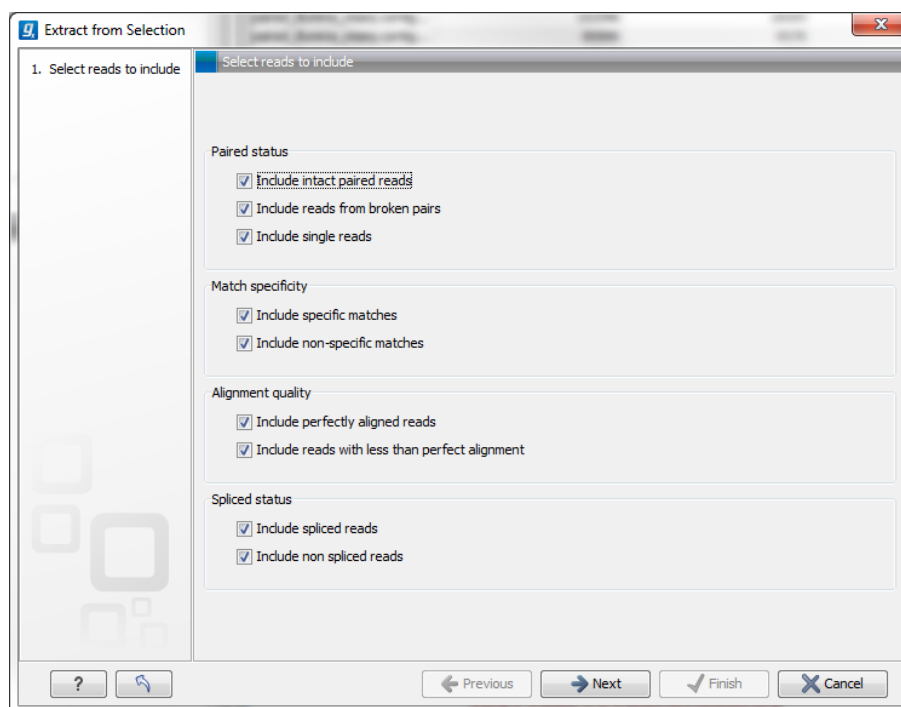 Extract from Selection
1. Select reads to include
Select reads to include
Paired status
Include intact paired reads
Include reads from broken pairs
Include single reads
Match specificity
Include specific matches
Include non-specific matches
Alignment quality
Include perfectly aligned reads
Include reads with less than perfect alignment
Spliced status
Include spliced reads
Include non spliced reads
?
Previous
Next
Finish
Cancel